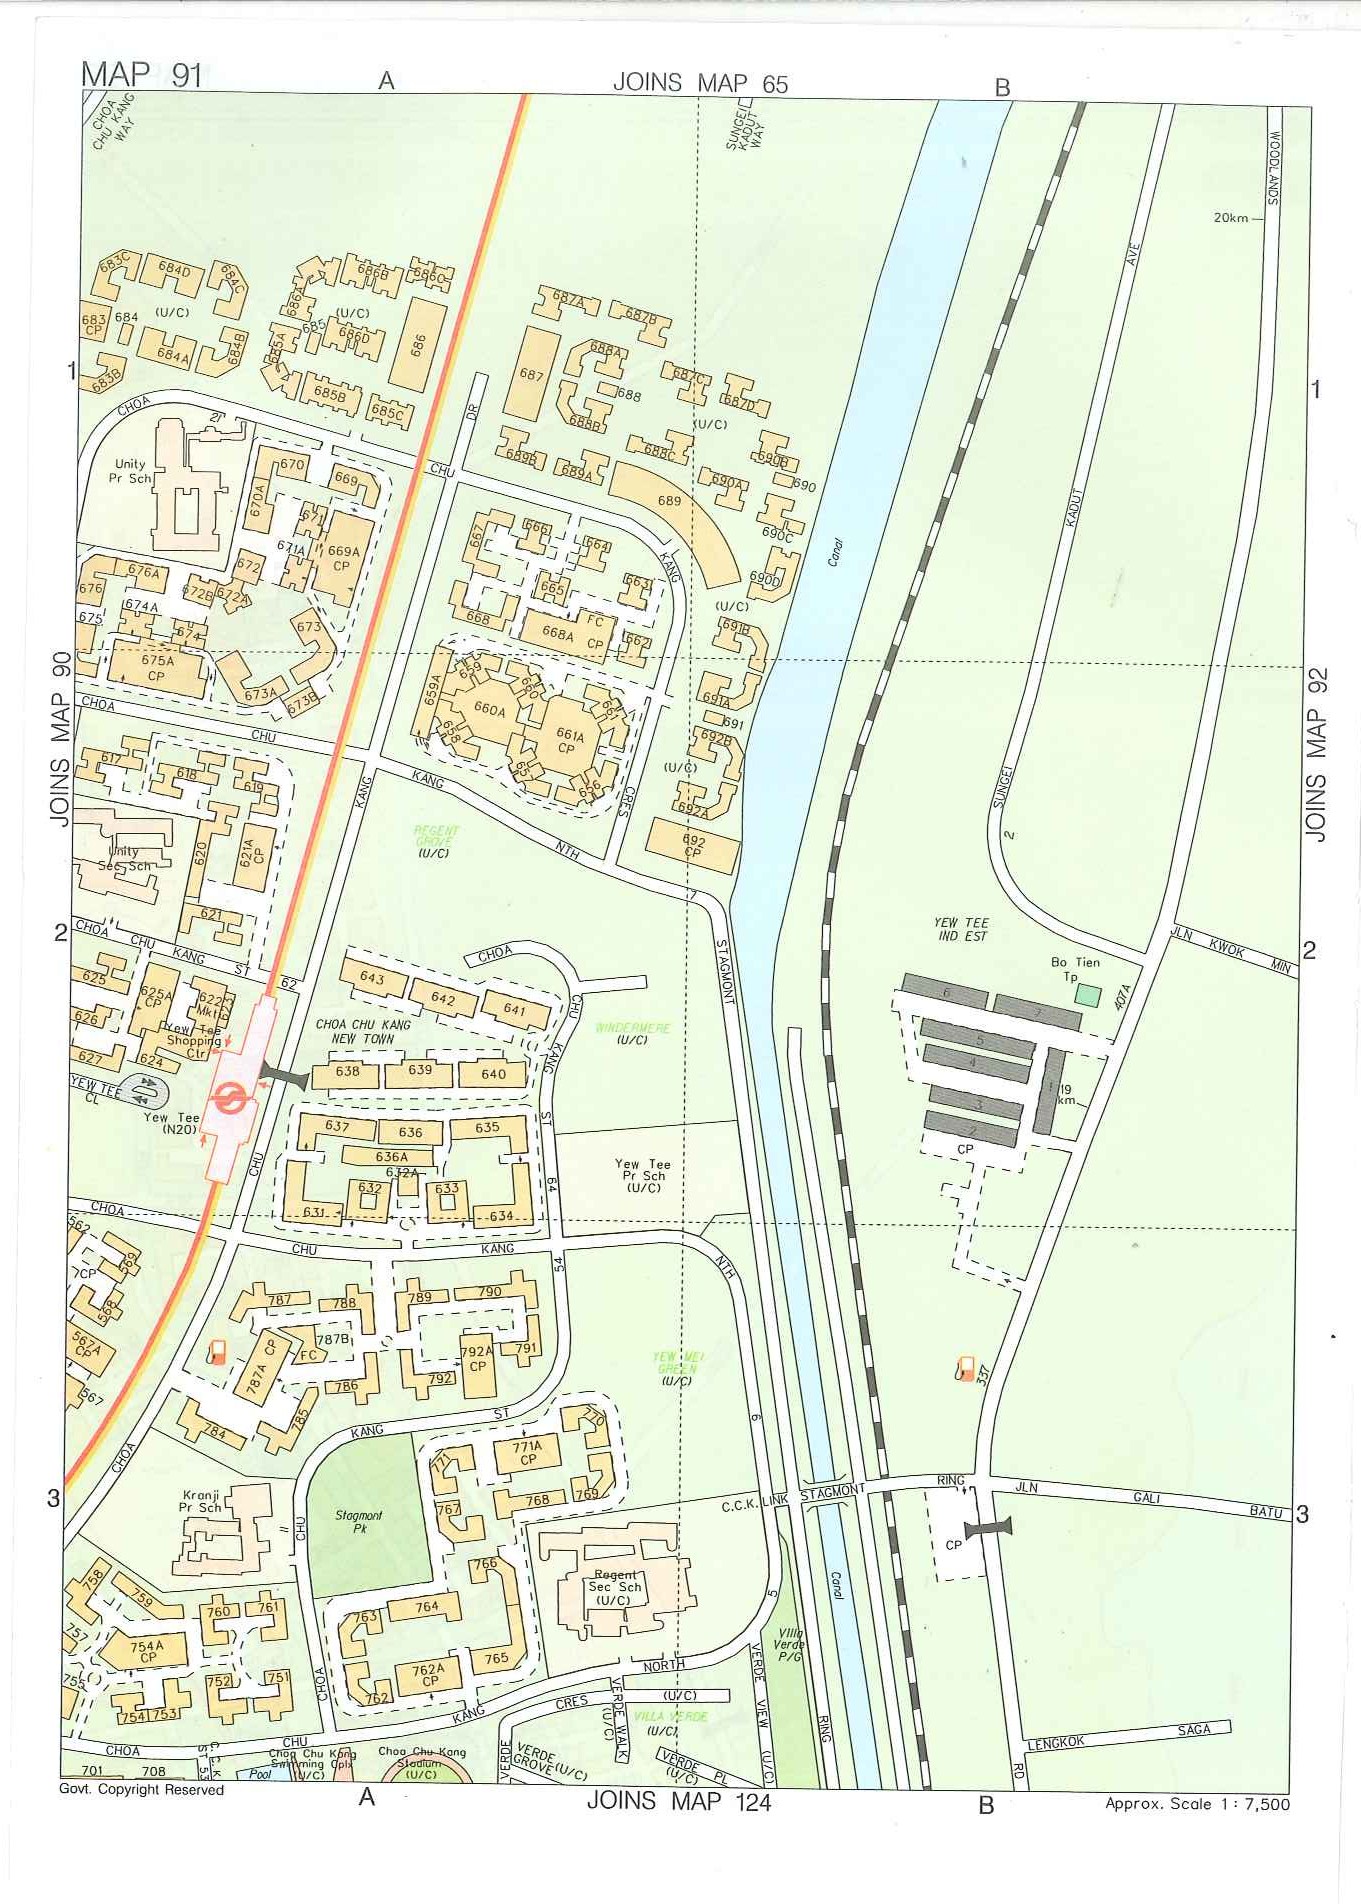 MAP 91
A
JOINS MAP 65
B
CHOA
CHU KANG
WAY
SUNGEI
KADUT
WAY
WOODLANDS
20km
AVE
683C
684D
684C
686A
686B
686C
683
CP
684
(U/C)
(U/C)
685
686D
686
684A
684B
685A
683B
685B
685C
687A
687B
688A
687
688
687C
687D
688B
(U/C)
1
1
CHOA
DR
CHU
689B
689A
688C
690B
690A
690
689
690C
690D
KANG
Canal
KADUT
Unity
Pr Sch
670
669
670A
671
671A
669A
CP
672
676A
676
672B
672A
674A
675
674
673
675A
CP
673A
673B
667
666
664
665
663
668
FC
668A
CP
662
(U/C)
691B
659A
659
660
660A
661
661A
CP
658
656
691A
691
692B
(U/C)
692A
692
CP
JOINS MAP 90
JOINS MAP 92
CHOA
CHU
KANG
KANG
NTH
CRES
7
617
618
619
620
621A
CP
621
Unity
Sec Sch
REGENT
GROVE
(U/C)
SUNGEI
2
2
2
CHOA
CHU
KANG
ST
62
STAGMONT
YEW TEE
IND EST
Bo Tien
Tp
JLN
KWOK
MIN
407A
625
625A
CP
626
622
Mkt
623
627
624
Yew Tee
Shopping
Ctr
YEW TEE
CL
Yew Tee
(N20)
643
642
641
CHOA
CHU
KANG
ST
64
CHOA CHU KANG
NEW TOWN
WINDERMERE
(U/C)
638
639
640
637
636
635
636A
632A
632
633
631
634
Yew Tee
Pr Sch
(U/C)
6
7
5
4
3
2
19
km
CP
CHU
CHOA
CHU
KANG
54
NTH
562
569
7CP
568
567A
CP
567
787
788
789
790
787B
FC
787A CP
792A
CP
791
786
792
784
785
YEW MEI
GREEN
(U/C)
6
337
CHOA
KANG
ST
770
771A
CP
771
768
769
767
C.C.K. LINK
STAGMONT
RING
JLN
GALI
BATU
3
3
Kranji
Pr Sch
CHU
Stagmont
Pk
Regent
Sec Sch
(U/C)
CP
758
759
760
761
757
754A
CP
755
752
751
754
753
766
763
764
765
762A
CP
762
5
Canal
Villa
Verde
P/G
CHOA
KANG
NORTH
CRES
(U/C)
VERDE WALK
(U/C)
VILLA VERDE
(U/C)
VERDE VIEW
(U/C)
RING
LENGKOK
SAGA
RD
CHOA
CHU
C.C.K
ST 53
701
708
Pool
Choa Chu Kang
Swimming Cplx
(U/C)
Choa Chu Kang
Stadium
(U/C)
VERDE
VERDE
GROVE(U/C)
VERDE PL
(U/C)
Govt. Copyright Reserved
A
JOINS MAP 124
B
Approx. Scale 1 : 7,500